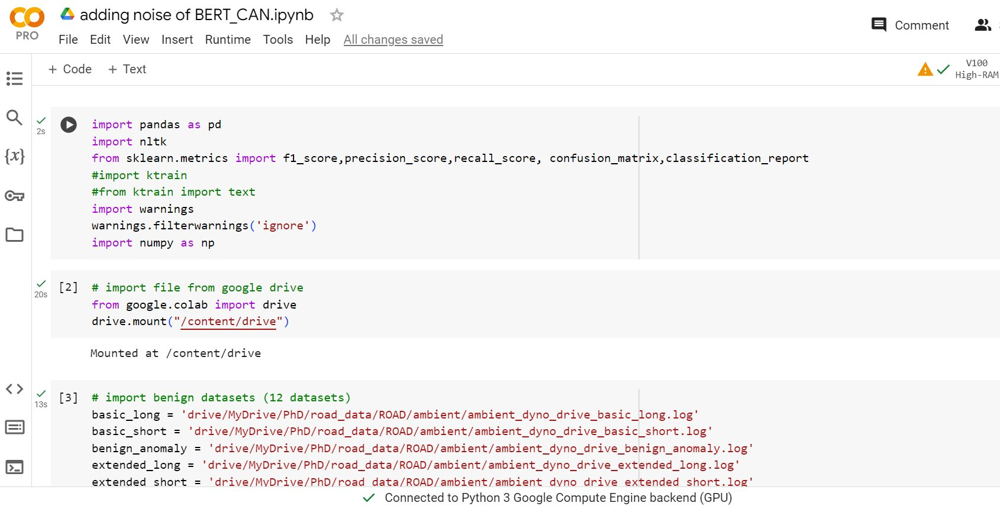 adding noise of BERT_CAN.ipynb
PRO
File Edit View Insert Runtime Tools Help All changes saved
Comment
+ Code + Text
V100
High-RAM
2s
import pandas as pd
import nltk
from sklearn.metrics import f1_score,precision_score,recall_score, confusion_matrix,classification_report
#import ktrain
#from ktrain import text
import warnings
warnings.filterwarnings('ignore')
import numpy as np
20s
[2] # import file from google drive
from google.colab import drive
drive.mount("/content/drive")
Mounted at /content/drive
13s
[3] # import benign datasets (12 datasets)
basic_long = 'drive/MyDrive/PhD/road_data/ROAD/ambient/ambient_dyno_drive_basic_long.log'
basic_short = 'drive/MyDrive/PhD/road_data/ROAD/ambient/ambient_dyno_drive_basic_short.log'
benign_anomaly = 'drive/MyDrive/PhD/road_data/ROAD/ambient/ambient_dyno_drive_benign_anomaly.log'
extended_long = 'drive/MyDrive/PhD/road_data/ROAD/ambient/ambient_dyno_drive_extended_long.log'
extended_short = 'drive/MyDrive/PhD/road_data/ROAD/ambient/ambient_dyno_drive_extended_short.log'
Connected to Python 3 Google Compute Engine backend (GPU)